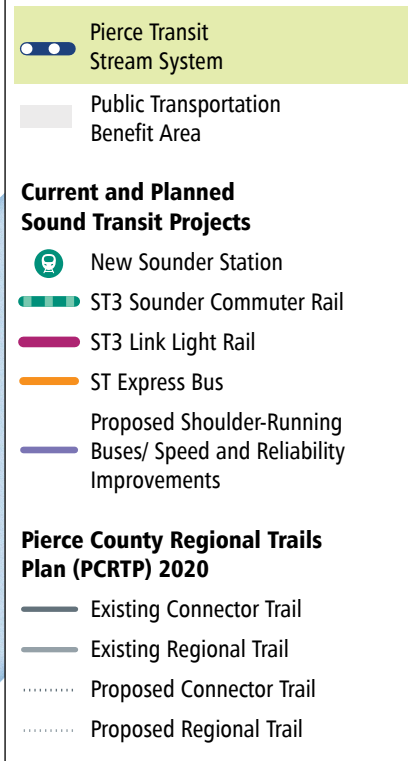 Pierce Transit
Stream System
Public Transportation
Benefit Area
Current and Planned
Sound Transit Projects
New Sounder Station
ST3 Sounder Commuter Rail
ST3 Link Light Rail
ST Express Bus
Proposed Shoulder-Running
Buses/ Speed and Reliability
Improvements
Pierce County Regional Trails
Plan (PCRTP) 2020
Existing Connector Trail
Existing Regional Trail
Proposed Connector Trail
Proposed Regional Trail